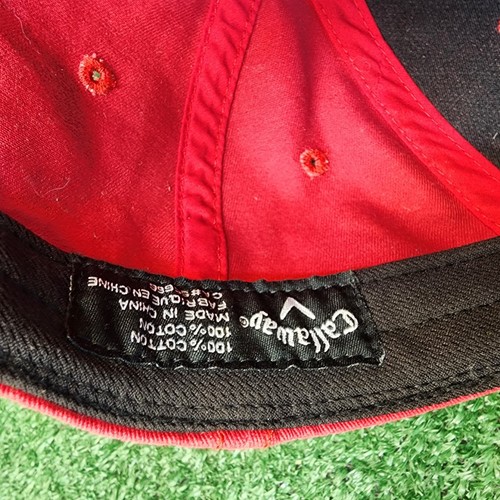 Callaway
100% COTTON
100% COTON
MADE IN CHINA
FABRIQUE EN CHINE